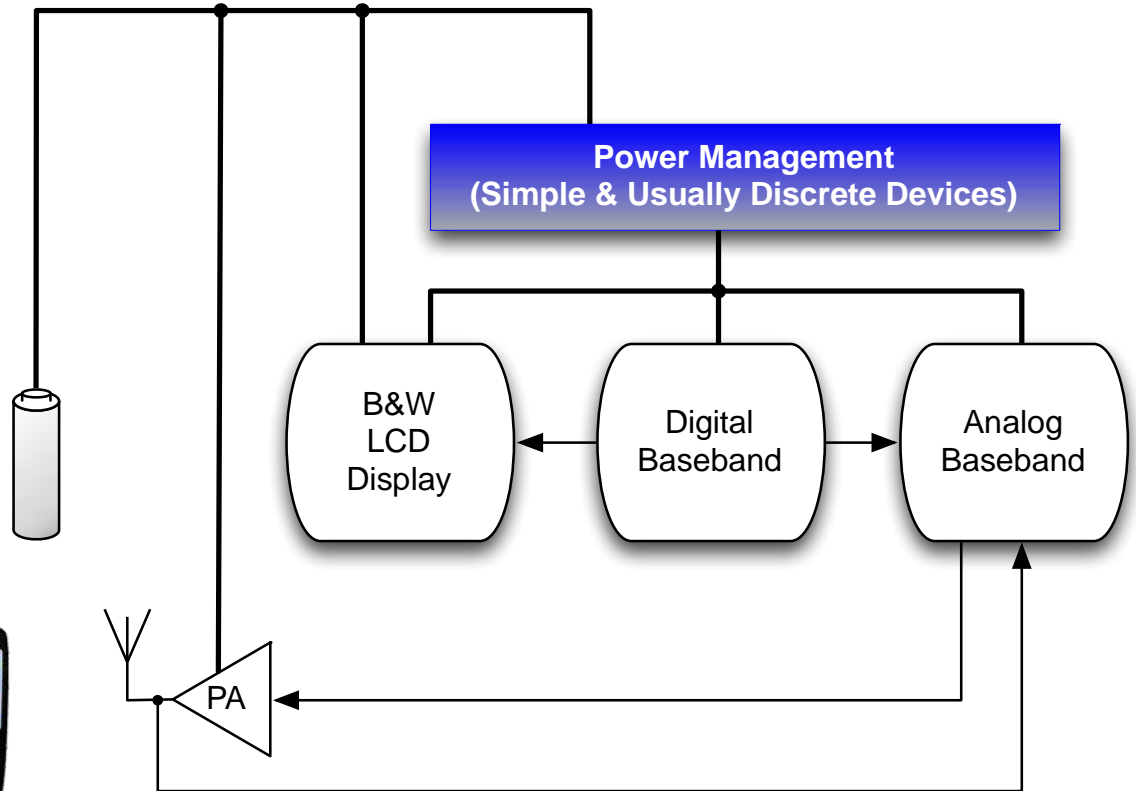 Power Management
(Simple & Usually Discrete Devices)
B&W
LCD
Display
Digital
Baseband
Analog
Baseband
PA